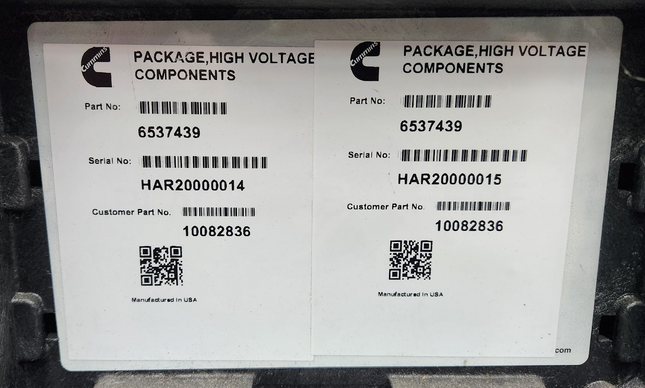 Cummins
PACKAGE,HIGH VOLTAGE
COMPONENTS
Part No:
6537439
Serial No:
HAR20000014
Customer Part No.
10082836
Manufactured In USA
Cummins
PACKAGE,HIGH VOLTAGE
COMPONENTS
Part No:
6537439
Serial No:
HAR20000015
Customer Part No.
10082836
Manufactured In USA
.com